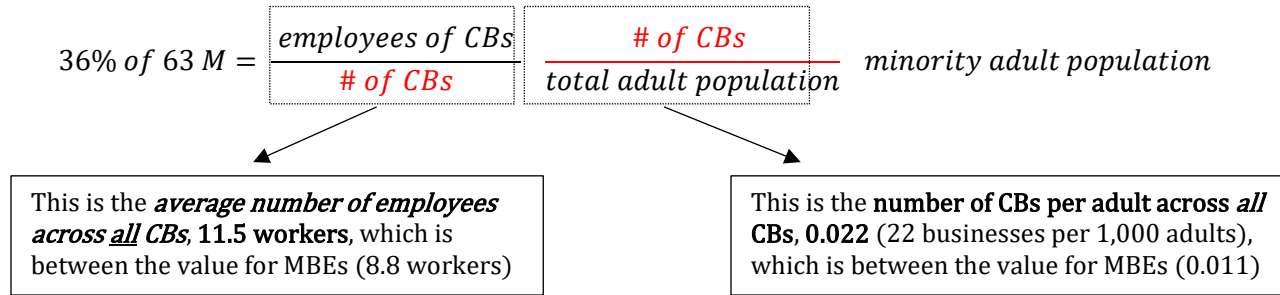 36% of 63 M = employees of CBs / # of CBs # of CBs / total adult population minority adult population
This is the average number of employees
across all CBs, 11.5 workers, which is
between the value for MBEs (8.8 workers)
This is the number of CBs per adult across all
CBs, 0.022 (22 businesses per 1,000 adults),
which is between the value for MBEs (0.011)